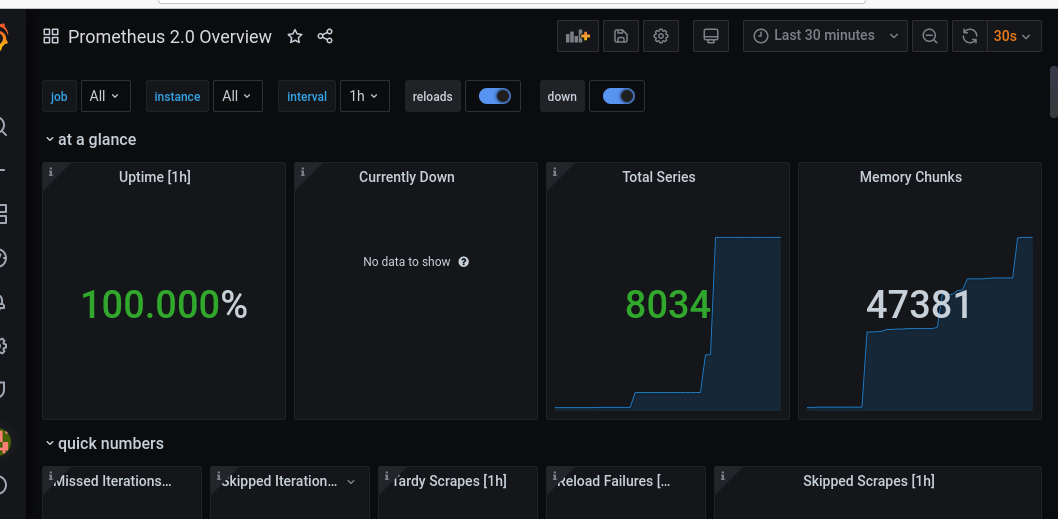 Prometheus 2.0 Overview
Last 30 minutes
30s
job All instance All interval 1h reloads down
at a glance
Uptime [1h]
100.000%
Currently Down
No data to show
Total Series
8034
Memory Chunks
47381
quick numbers
Missed Iterations...
Skipped Iteration...
Tardy Scrapes [1h]
Reload Failures [...
Skipped Scrapes [1h]